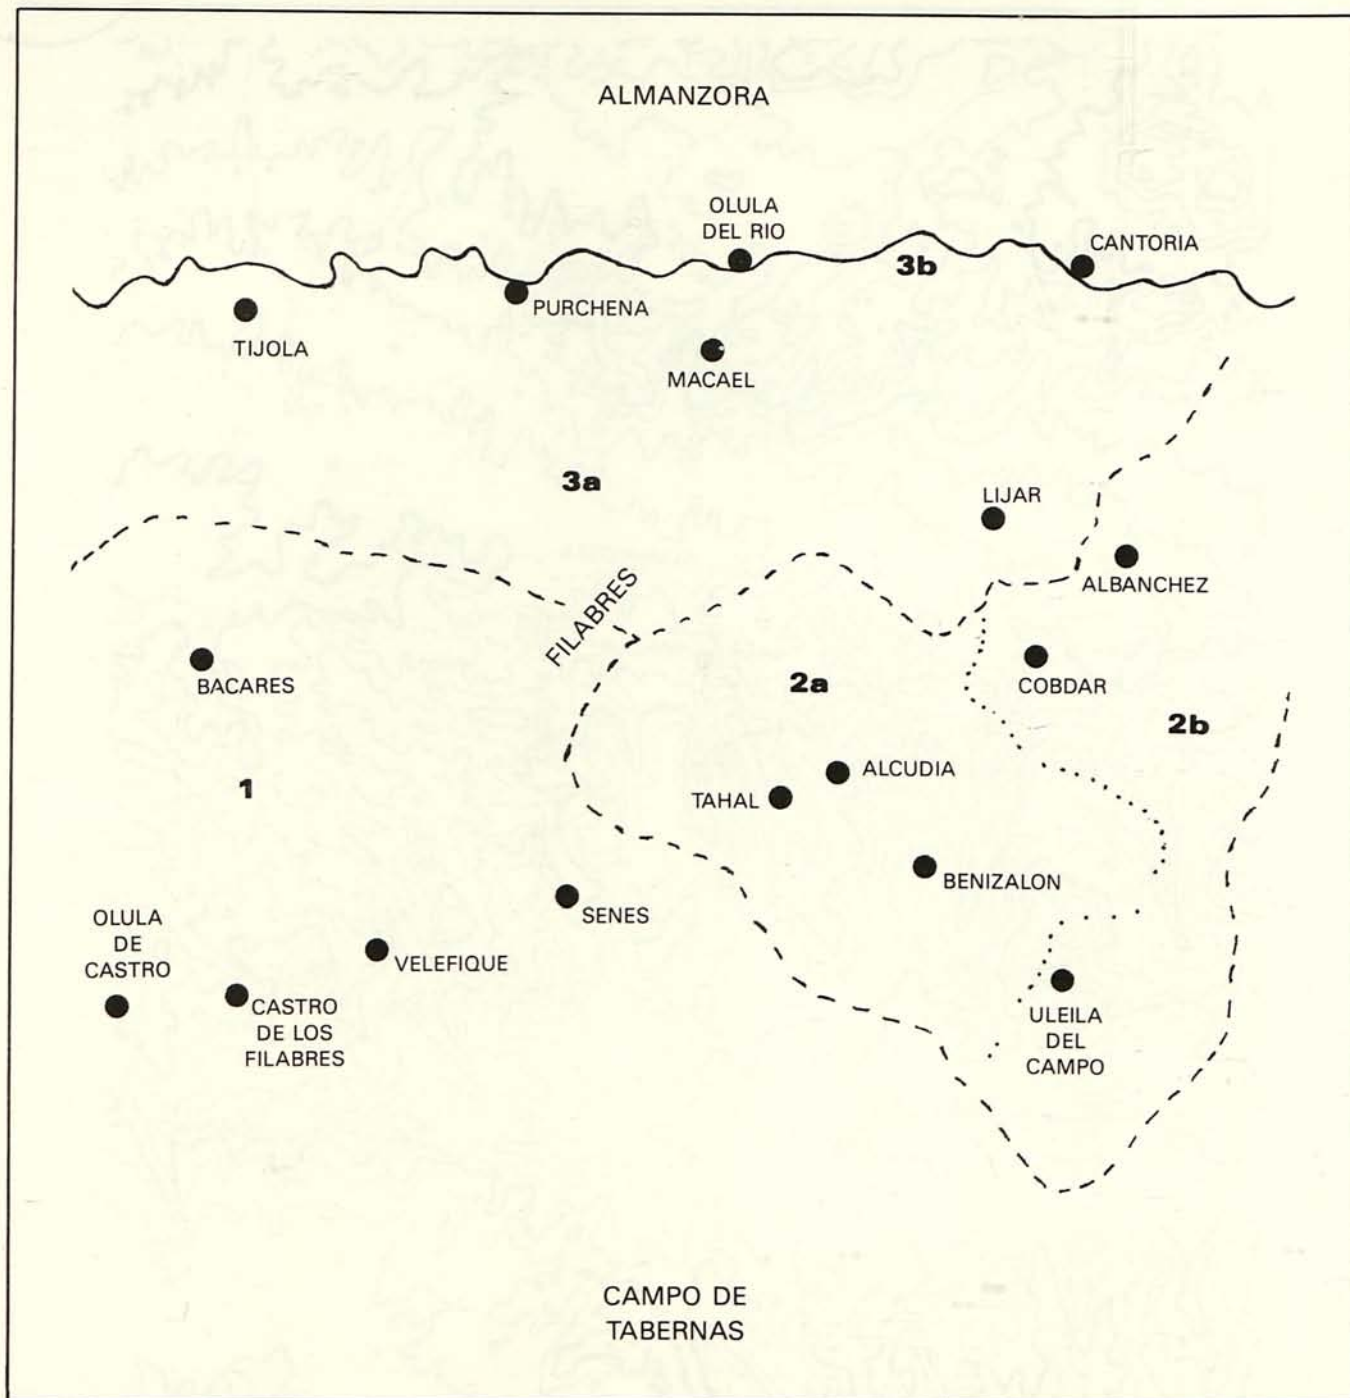 ALMANZORA
OLULA
DEL RIO
3b
CANTORIA
PURCHENA
TIJOLA
MACAEL
3a
LIJAR
ALBANCHEZ
FILABRES
BACARES
2a
COBDAR
2b
1
ALCUDIA
TAHAL
BENIZALON
SENES
OLULA
DE
CASTRO
VELEFIQUE
CASTRO
DE LOS
FILABRES
ULEILA
DEL
CAMPO
CAMPO DE
TABERNAS